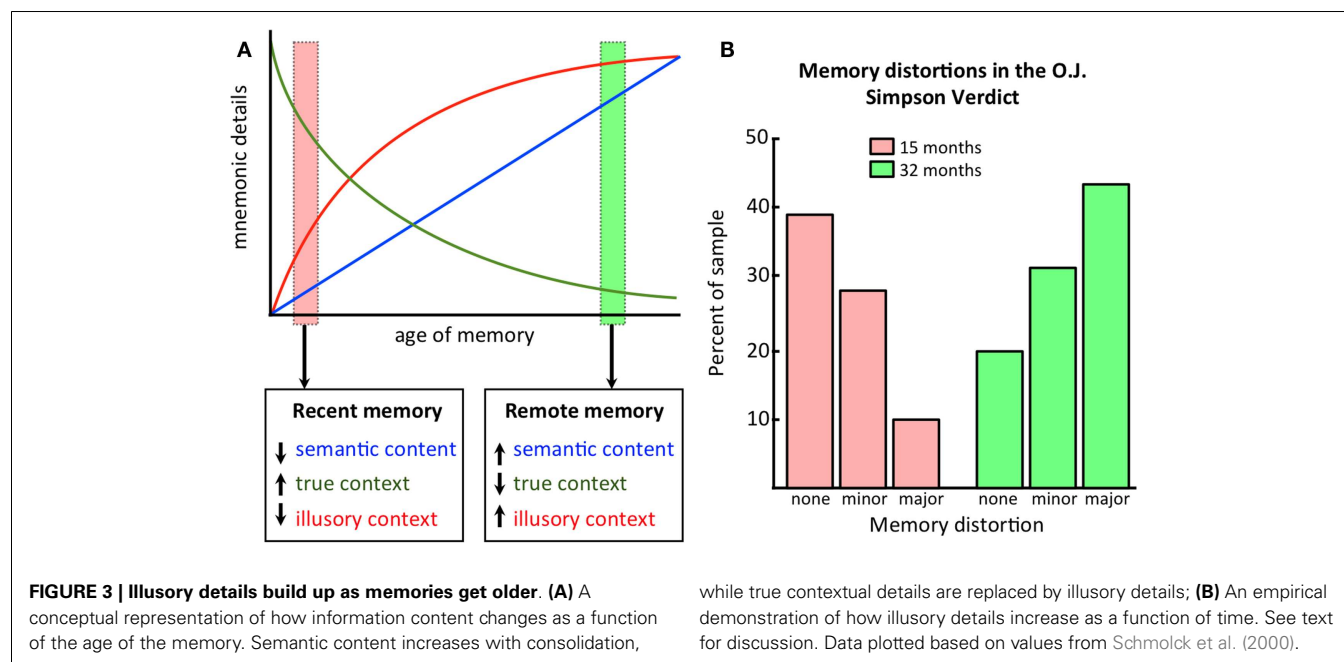 A
mnemonic details
age of memory
Recent memory
semantic content
true context
illusory context
Remote memory
semantic content
true context
illusory context
B
Memory distortions in the O.J.
Simpson Verdict
15 months
32 months
Percent of sample
50
40
30
20
10
none minor major none minor major
Memory distortion
FIGURE 3 | Illusory details build up as memories get older. (A) A
conceptual representation of how information content changes as a function
of the age of the memory. Semantic content increases with consolidation,
while true contextual details are replaced by illusory details; (B) An empirical
demonstration of how illusory details increase as a function of time. See text
for discussion. Data plotted based on values from Schmolck et al. (2000).